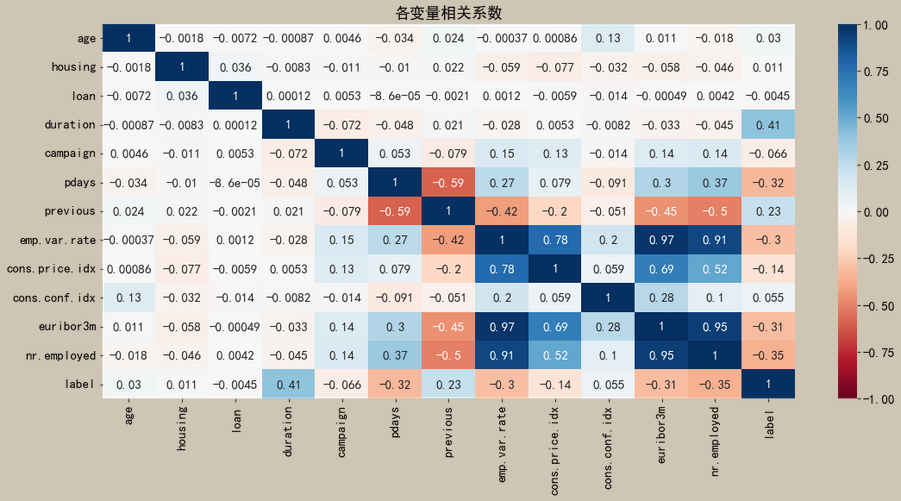 各变量相关系数
age 1 -0.0018 -0.0072 -0.00087 0.0046 -0.034 0.024 -0.00037 0.00086 0.13 0.011 -0.018 0.03
housing -0.0018 1 0.036 -0.0083 -0.011 -0.01 0.022 -0.059 -0.077 -0.032 -0.058 -0.046 0.011
loan -0.0072 0.036 1 0.00012 0.0053 -8.6e-05 -0.0021 0.0012 -0.0059 -0.014 -0.00049 0.0042 -0.0045
duration -0.00087 -0.0083 0.00012 1 -0.072 -0.048 0.021 -0.028 0.0053 -0.0082 -0.033 -0.045 0.41
campaign 0.0046 -0.011 0.0053 -0.072 1 0.053 -0.079 0.15 0.13 -0.014 0.14 0.14 -0.066
pdays -0.034 -0.01 -8.6e-05 -0.048 0.053 1 -0.59 0.27 0.079 -0.091 0.3 0.37 -0.32
previous 0.024 0.022 -0.0021 0.021 -0.079 -0.59 1 -0.42 -0.2 -0.051 -0.45 -0.5 0.23
emp.var.rate -0.00037 -0.059 0.0012 -0.028 0.15 0.27 -0.42 1 0.78 0.2 0.97 0.91 -0.3
cons.price.idx 0.00086 -0.077 -0.0059 0.0053 0.13 0.079 -0.2 0.78 1 0.059 0.69 0.52 -0.14
cons.conf.idx 0.13 -0.032 -0.014 -0.0082 -0.014 -0.091 -0.051 0.2 0.059 1 0.28 0.1 0.055
euribor3m 0.011 -0.058 -0.00049 -0.033 0.14 0.3 -0.45 0.97 0.69 0.28 1 0.95 -0.31
nr.employed -0.018 -0.046 0.0042 -0.045 0.14 0.37 -0.5 0.91 0.52 0.1 0.95 1 -0.35
label 0.03 0.011 -0.0045 0.41 -0.066 -0.32 0.23 -0.3 -0.14 0.055 -0.31 -0.35 1
age housing loan duration campaign pdays previous emp.var.rate cons.price.idx cons.conf.idx euribor3m nr.employed label
1.00
0.75
0.50
0.25
0.00
-0.25
-0.50
-0.75
-1.00